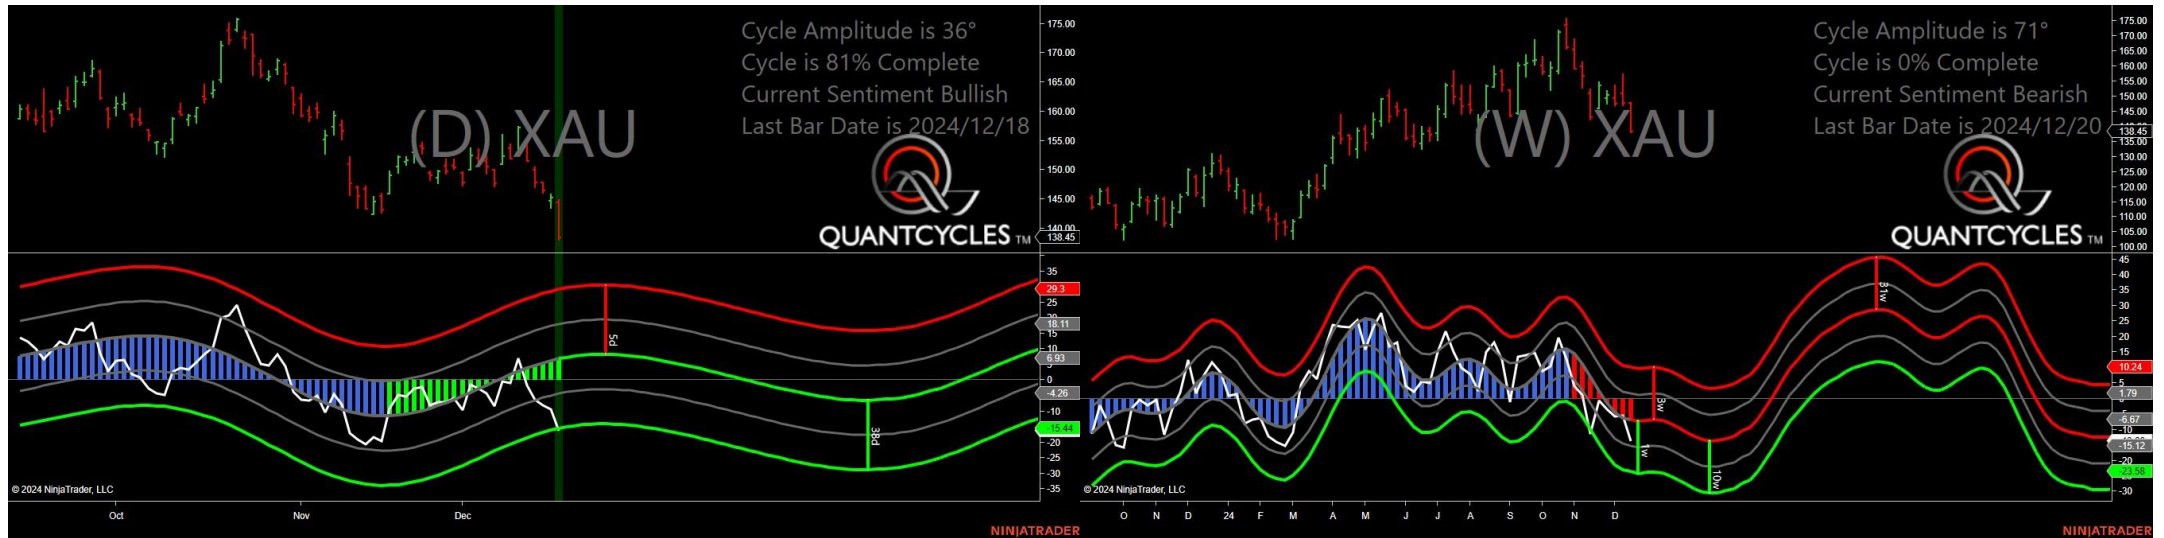 Cycle Amplitude is 36°
Cycle is 81% Complete
Current Sentiment Bullish
Last Bar Date is 2024/12/18
(D) XAU
QUANTCYCLES TM
175.00
170.00
165.00
160.00
155.00
150.00
145.00
140.00
138.45
35
29.3
25
18.11
15
10
6.93
0
-4.26
-10
-15.44
-20
-25
-30
-35
5d
38d
© 2024 NinjaTrader, LLC
Oct
Nov
Dec
NINJATRADER
Cycle Amplitude is 71°
Cycle is 0% Complete
Current Sentiment Bearish
Last Bar Date is 2024/12/20
(W) XAU
QUANTCYCLES TM
175.00
170.00
165.00
160.00
155.00
150.00
145.00
138.45
135.00
130.00
125.00
120.00
115.00
110.00
105.00
100.00
45
40
35
30
25
20
15
10.24
5
1.79
-6.67
-10
-15.12
-20
-23.58
-30
3w
1w
10w
31w
© 2024 NinjaTrader, LLC
O
N
D
24
F
M
A
M
J
J
A
S
O
N
D
NINJATRADER